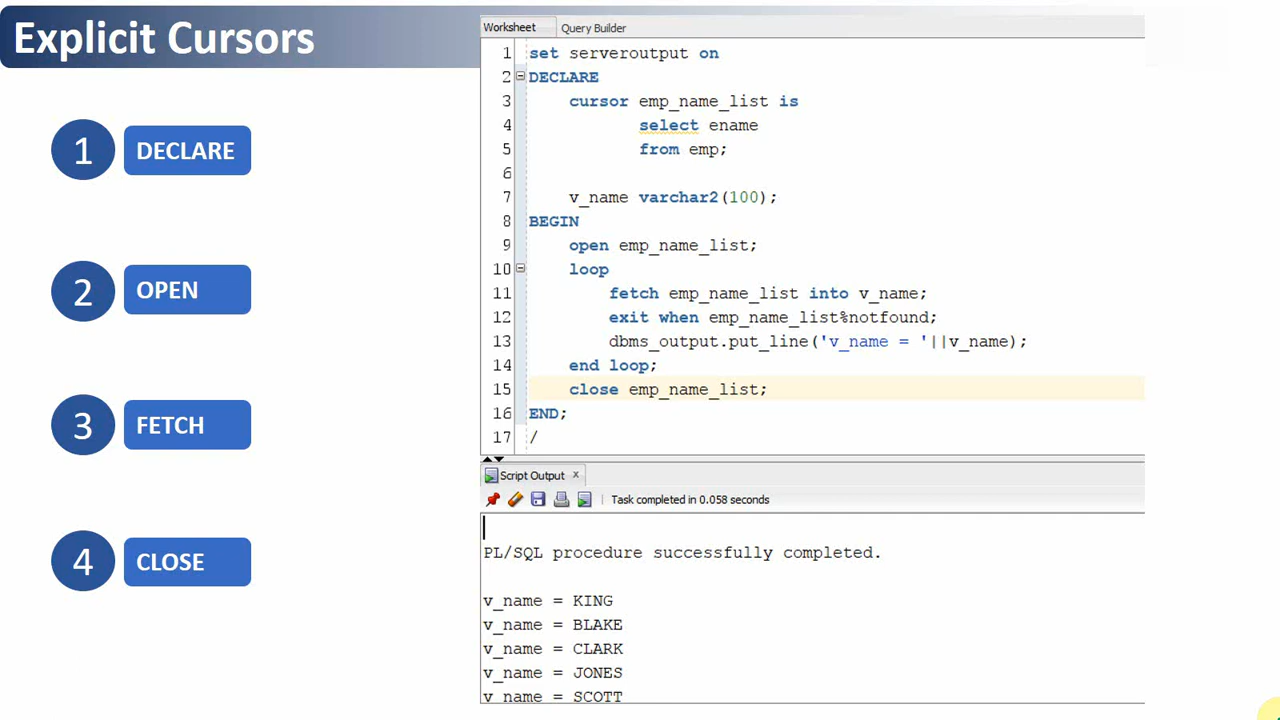 Explicit Cursors
1 DECLARE
2 OPEN
3 FETCH
4 CLOSE
Worksheet Query Builder
1 set serveroutput on
2 DECLARE
3 cursor emp_name_list is
4 select ename
5 from emp;
6
7 v_name varchar2(100);
8 BEGIN
9 open emp_name_list;
10 loop
11 fetch emp_name_list into v_name;
12 exit when emp_name_list%notfound;
13 dbms_output.put_line('v_name = '||v_name);
14 end loop;
15 close emp_name_list;
16 END;
17 /
Script Output x
Task completed in 0.058 seconds
PL/SQL procedure successfully completed.
v_name = KING
v_name = BLAKE
v_name = CLARK
v_name = JONES
v_name = SCOTT